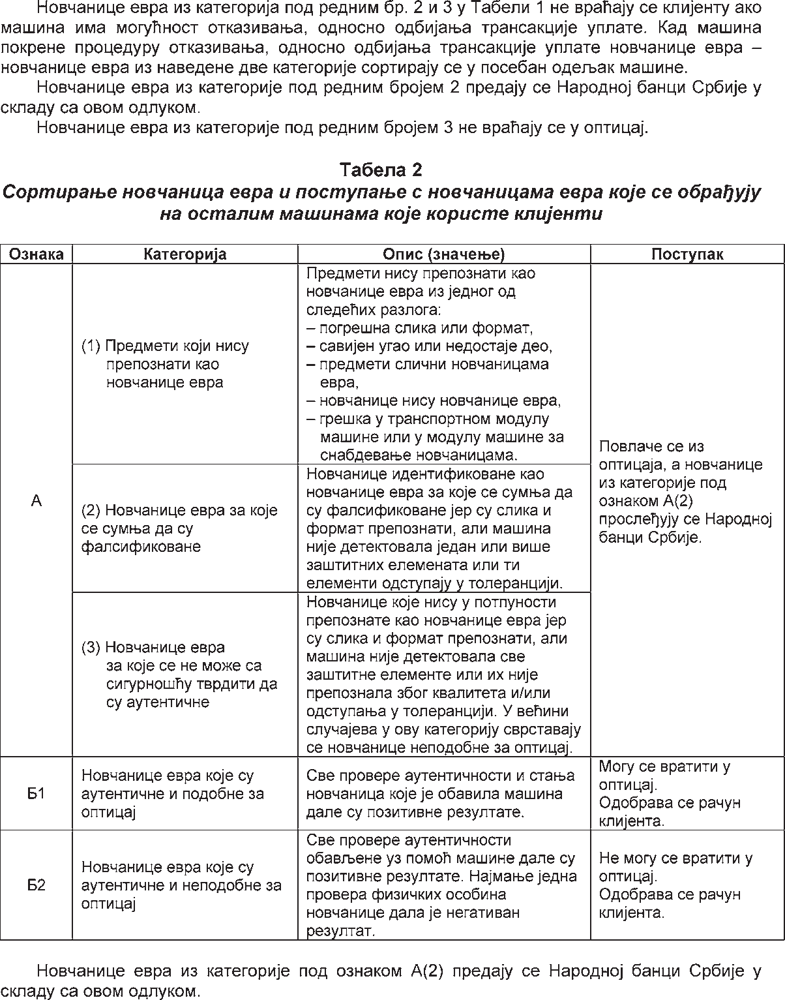 Новчанице евра из категорија под редним бр. 2 и 3 у Табели 1 не враћају се клијенту ако
машина има могућност отказивања, односно одбијања трансакције уплате. Кад машина
покрене процедуру отказивања, односно одбијања трансакције уплате новчанице евра –
новчанице евра из наведене две категорије сортирају се у посебан одељак машине.
Новчанице евра из категорије под редним бројем 2 предају се Народној банци Србије у
складу са овом одлуком.
Новчанице евра из категорије под редним бројем 3 не враћају се у оптицај.
Табела 2
Сортирање новчаница евра и поступање с новчаницама евра које се обрађују
на осталим машинама које користе клијенти
Ознака Категорија Опис (значење) Поступак
А
(1) Предмети који нису
препознати као
новчанице евра
Предмети нису препознати као
новчанице евра из једног од
следећих разлога:
– погрешна слика или формат,
– савијен угао или недостаје део,
– предмети слични новчаницама
евра,
– новчанице нису новчанице евра,
– грешка у транспортном модулу
машине или у модулу машине за
снабдевање новчаницама.
(2) Новчанице евра за које
се сумња да су
фалсификоване
Новчанице идентификоване као
новчанице евра за које се сумња да
су фалсификоване јер су слика и
формат препознати, али машина
није детектовала један или више
заштитних елемената или ти
елементи одступају у толеранцији.
(3) Новчанице евра
за које се не може са
сигурношћу тврдити да
су аутентичне
Новчанице које нису у потпуности
препознате као новчанице евра јер
су слика и формат препознати, али
машина није детектовала све
заштитне елементе или их није
препознала због квалитета и/или
одступања у толеранцији. У већини
случајева у ову категорију сврставају
се новчанице неподобне за оптицај.
Повлаче се из
оптицаја, а новчанице
из категорије под
ознаком А(2)
прослеђују се Народној
банци Србије.
Б1
Новчанице евра које су
аутентичне и подобне за
оптицај
Све провере аутентичности и стања
новчаница које је обавила машина
дале су позитивне резултате.
Могу се вратити у
оптицај.
Одобрава се рачун
клијента.
Б2
Новчанице евра које су
аутентичне и неподобне за
оптицај
Све провере аутентичности
обављене уз помоћ машине дале су
позитивне резултате. Најмање једна
провера физичких особина
новчанице дала је негативан
резултат.
Не могу се вратити у
оптицај.
Одобрава се рачун
клијента.
Новчанице евра из категорије под ознаком А(2) предају се Народној банци Србије у
складу са овом одлуком.